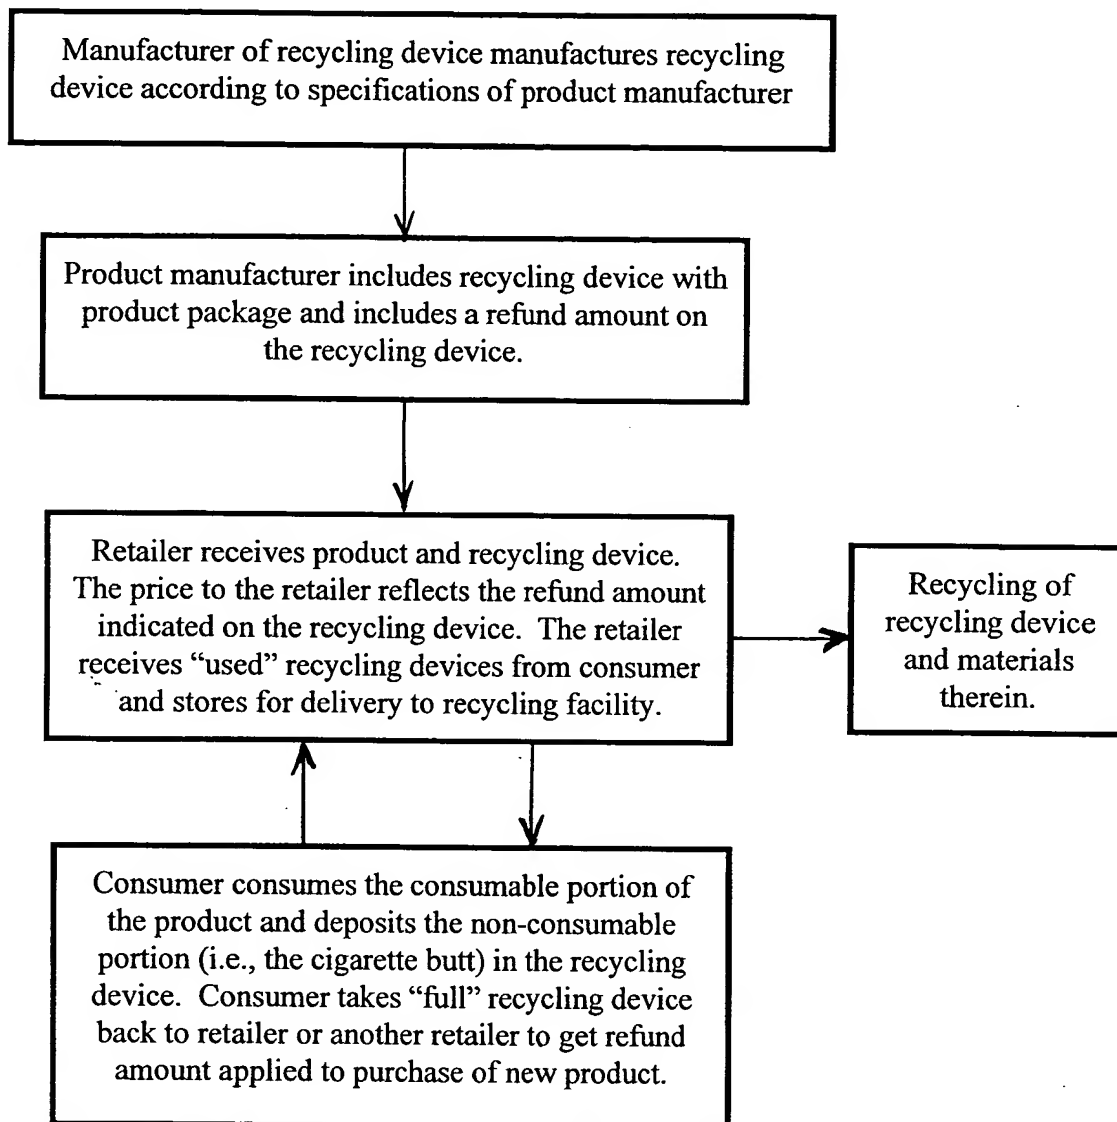 Manufacturer of recycling device manufactures recycling
device according to specifications of product manufacturer
Product manufacturer includes recycling device with
product package and includes a refund amount on
the recycling device.
Retailer receives product and recycling device.
The price to the retailer reflects the refund amount
indicated on the recycling device. The retailer
receives “used” recycling devices from consumer
and stores for delivery to recycling facility.
Recycling of
recycling device
and materials
therein.
Consumer consumes the consumable portion of
the product and deposits the non-consumable
portion (i.e., the cigarette butt) in the recycling
device. Consumer takes “full” recycling device
back to retailer or another retailer to get refund
amount applied to purchase of new product.